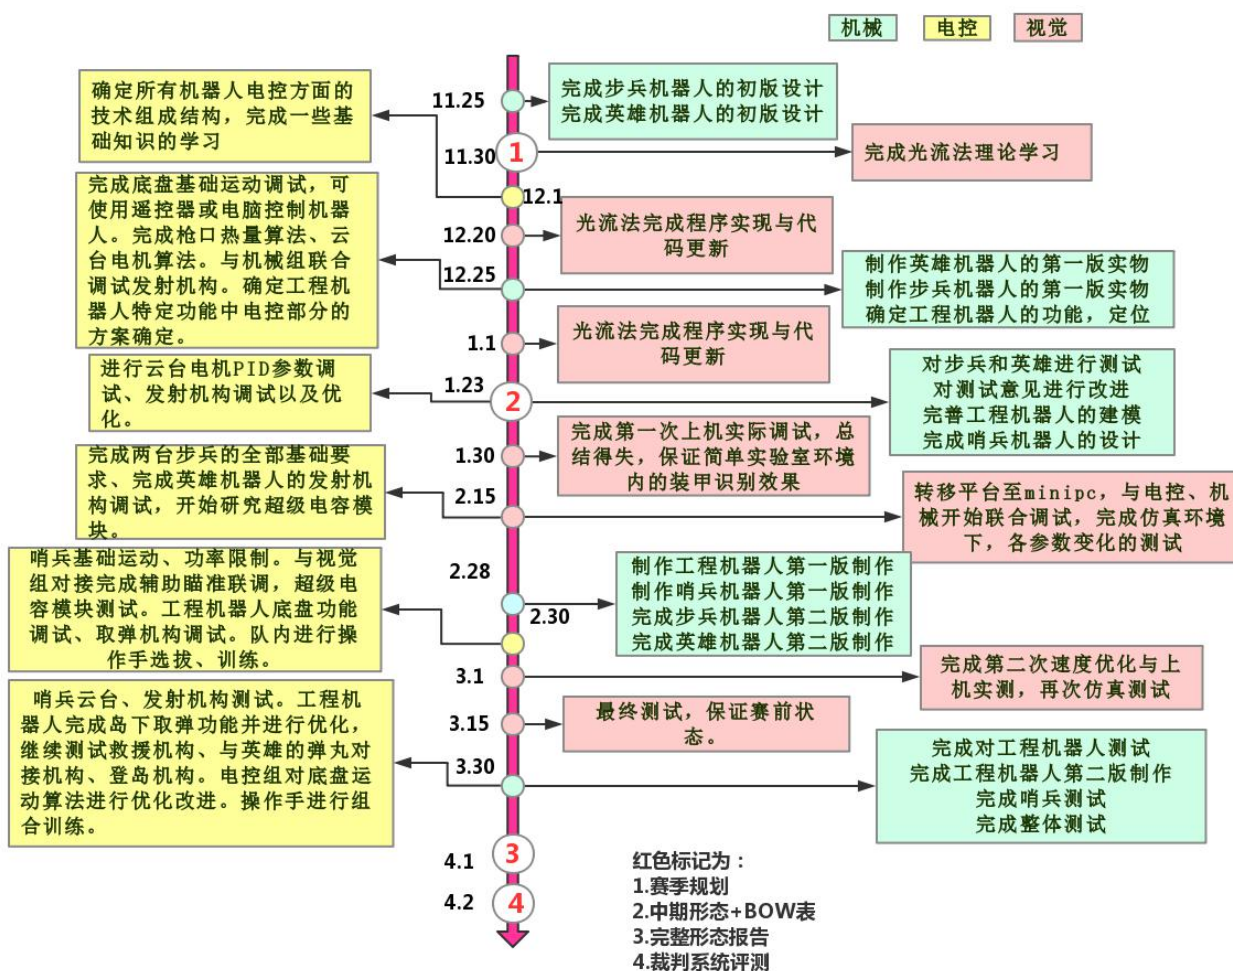 机械
电控
视觉
确定所有机器人电控方面的
技术组成结构，完成一些基
础知识的学习
11.25
完成步兵机器人的初版设计
完成英雄机器人的初版设计
11.30
1
完成光流法理论学习
12.1
完成底盘基础运动调试，可
使用遥控器或电脑控制机器
人。完成枪口热量算法、云
台电机算法。与机械组联合
调试发射机构。确定工程机
器人特定功能中电控部分的
方案确定。
12.20
光流法完成程序实现与代
码更新
12.25
制作英雄机器人的第一版实物
制作步兵机器人的第一版实物
确定工程机器人的功能，定位
1.1
光流法完成程序实现与代
码更新
进行云台电机PID参数调
试、发射机构调试以及优
化。
1.23
2
对步兵和英雄进行测试
对测试意见进行改进
完善工程机器人的建模
完成哨兵机器人的设计
1.30
完成第一次上机实际调试，总
结得失，保证简单实验室环境
内的装甲识别效果
完成两台步兵的全部基础要
求、完成英雄机器人的发射机
构调试，开始研究超级电容模
块。
2.15
转移平台至minipc，与电控、机
械开始联合调试，完成仿真环境
下，各参数变化的测试
哨兵基础运动、功率限制。与视觉
组对接完成辅助瞄准联调，超级电
容模块测试。工程机器人底盘功能
调试、取弹机构调试。队内进行操
作手选拔、训练。
2.28
2.30
制作工程机器人第一版制作
制作哨兵机器人第一版制作
完成步兵机器人第二版制作
完成英雄机器人第二版制作
3.1
完成第二次速度优化与上
机实测，再次仿真测试
3.15
最终测试，保证赛前状
态。
哨兵云台、发射机构测试。工程机
器人完成岛下取弹功能并进行优化，
继续测试救援机构、与英雄的弹丸对
接机构、登岛机构。电控组对底盘运
动算法进行优化改进。操作手进行组
合训练。
3.30
完成对工程机器人测试
完成工程机器人第二版制作
完成哨兵测试
完成整体测试
4.1
3
4.2
4
红色标记为：
1.赛季规划
2.中期形态+BOW表
3.完整形态报告
4.裁判系统评测